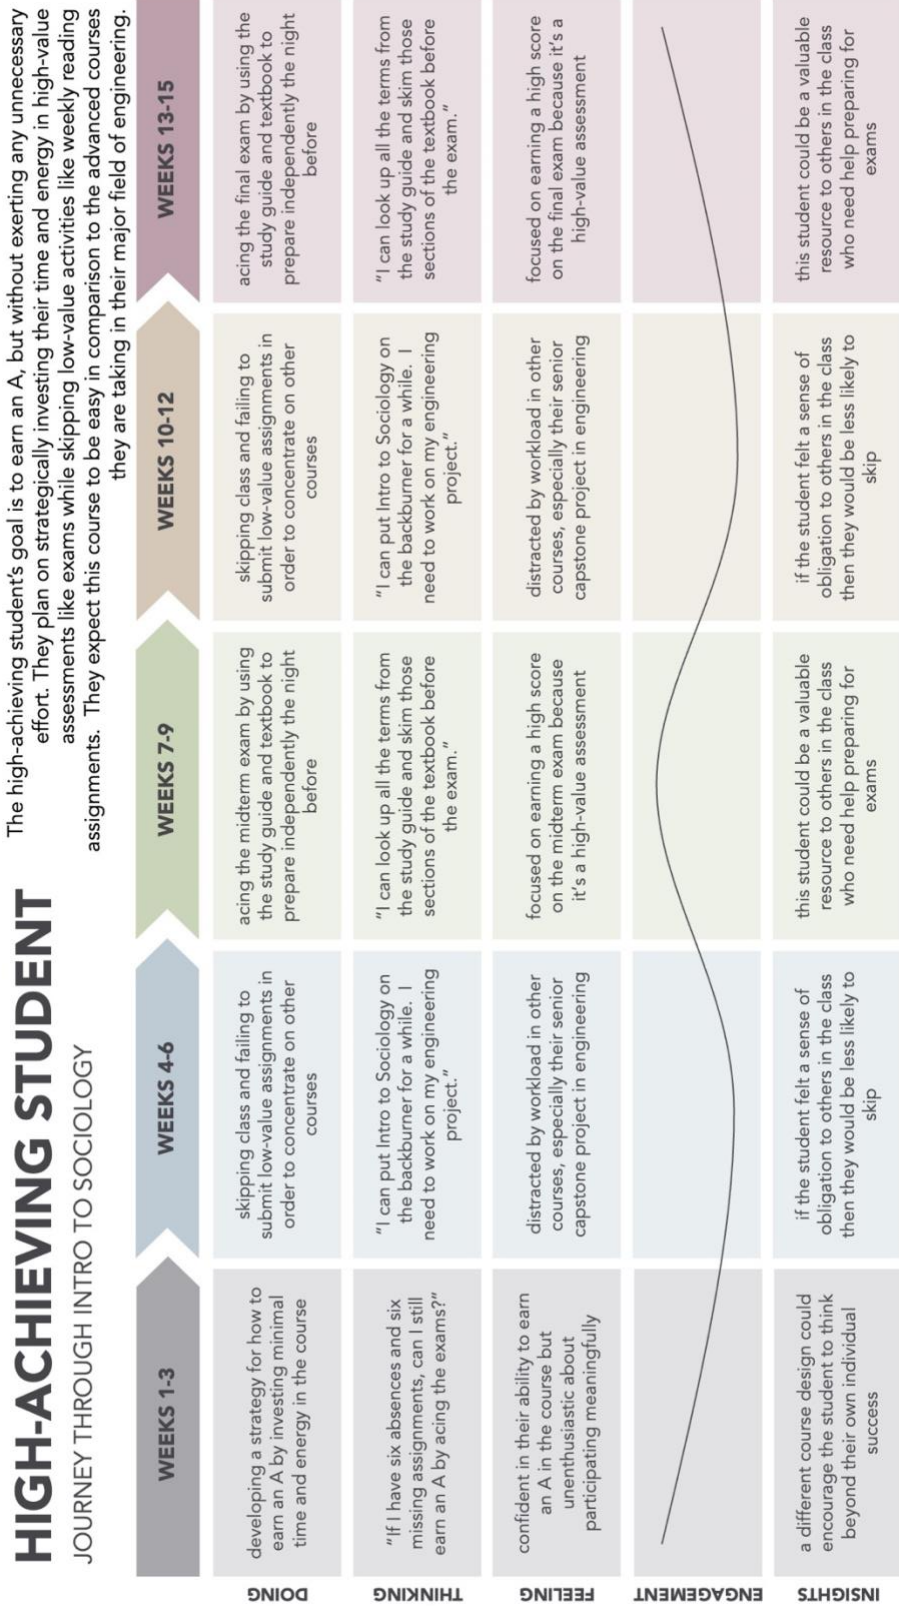 HIGH-ACHIEVING STUDENT
JOURNEY THROUGH INTRO TO SOCIOLOGY
The high-achieving student's goal is to earn an A, but without exerting any unnecessary
effort. They plan on strategically investing their time and energy in high-value
assessments like exams while skipping low-value activities like weekly reading
assignments. They expect this course to be easy in comparison to the advanced courses
they are taking in their major field of engineering.
WEEKS 1-3
WEEKS 4-6
WEEKS 7-9
WEEKS 10-12
WEEKS 13-15
DOING
developing a strategy for how to
earn an A by investing minimal
time and energy in the course
skipping class and failing to
submit low-value assignments in
order to concentrate on other
courses
acing the midterm exam by using
the study guide and textbook to
prepare independently the night
before
skipping class and failing to
submit low-value assignments in
order to concentrate on other
courses
acing the final exam by using the
study guide and textbook to
prepare independently the night
before
THINKING
"If I have six absences and six
missing assignments, can I still
earn an A by acing the exams?"
"I can put Intro to Sociology on
the backburner for a while. I
need to work on my engineering
project."
"I can look up all the terms from
the study guide and skim those
sections of the textbook before
the exam."
"I can put Intro to Sociology on
the backburner for a while. I
need to work on my engineering
project."
"I can look up all the terms from
the study guide and skim those
sections of the textbook before
the exam."
FEELING
confident in their ability to earn
an A in the course but
unenthusiastic about
participating meaningfully
distracted by workload in other
courses, especially their senior
capstone project in engineering
focused on earning a high score
on the midterm exam because
it's a high-value assessment
distracted by workload in other
courses, especially their senior
capstone project in engineering
focused on earning a high score
on the final exam because it's a
high-value assessment
ENGAGEMENT
INSIGHTS
a different course design could
encourage the student to think
beyond their own individual
success
if the student felt a sense of
obligation to others in the class
then they would be less likely to
skip
this student could be a valuable
resource to others in the class
who need help preparing for
exams
if the student felt a sense of
obligation to others in the class
then they would be less likely to
skip
this student could be a valuable
resource to others in the class
who need help preparing for
exams